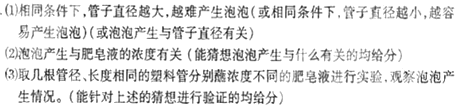 (1)相同条件下,管子直径越大,越难产生泡泡(或相同条件下,管子直径越小,越容
易产生泡泡)(或泡泡产生与管子直径有关)
(2)泡泡产生与肥皂液的浓度有关(能猜想泡泡产生与什么有关的均给分)
(3)取几根管径、长度相同的塑料管分别蘸浓度不同的肥皂液进行实验,观察泡泡产
生情况。(能针对上述的猜想进行验证的均给分)